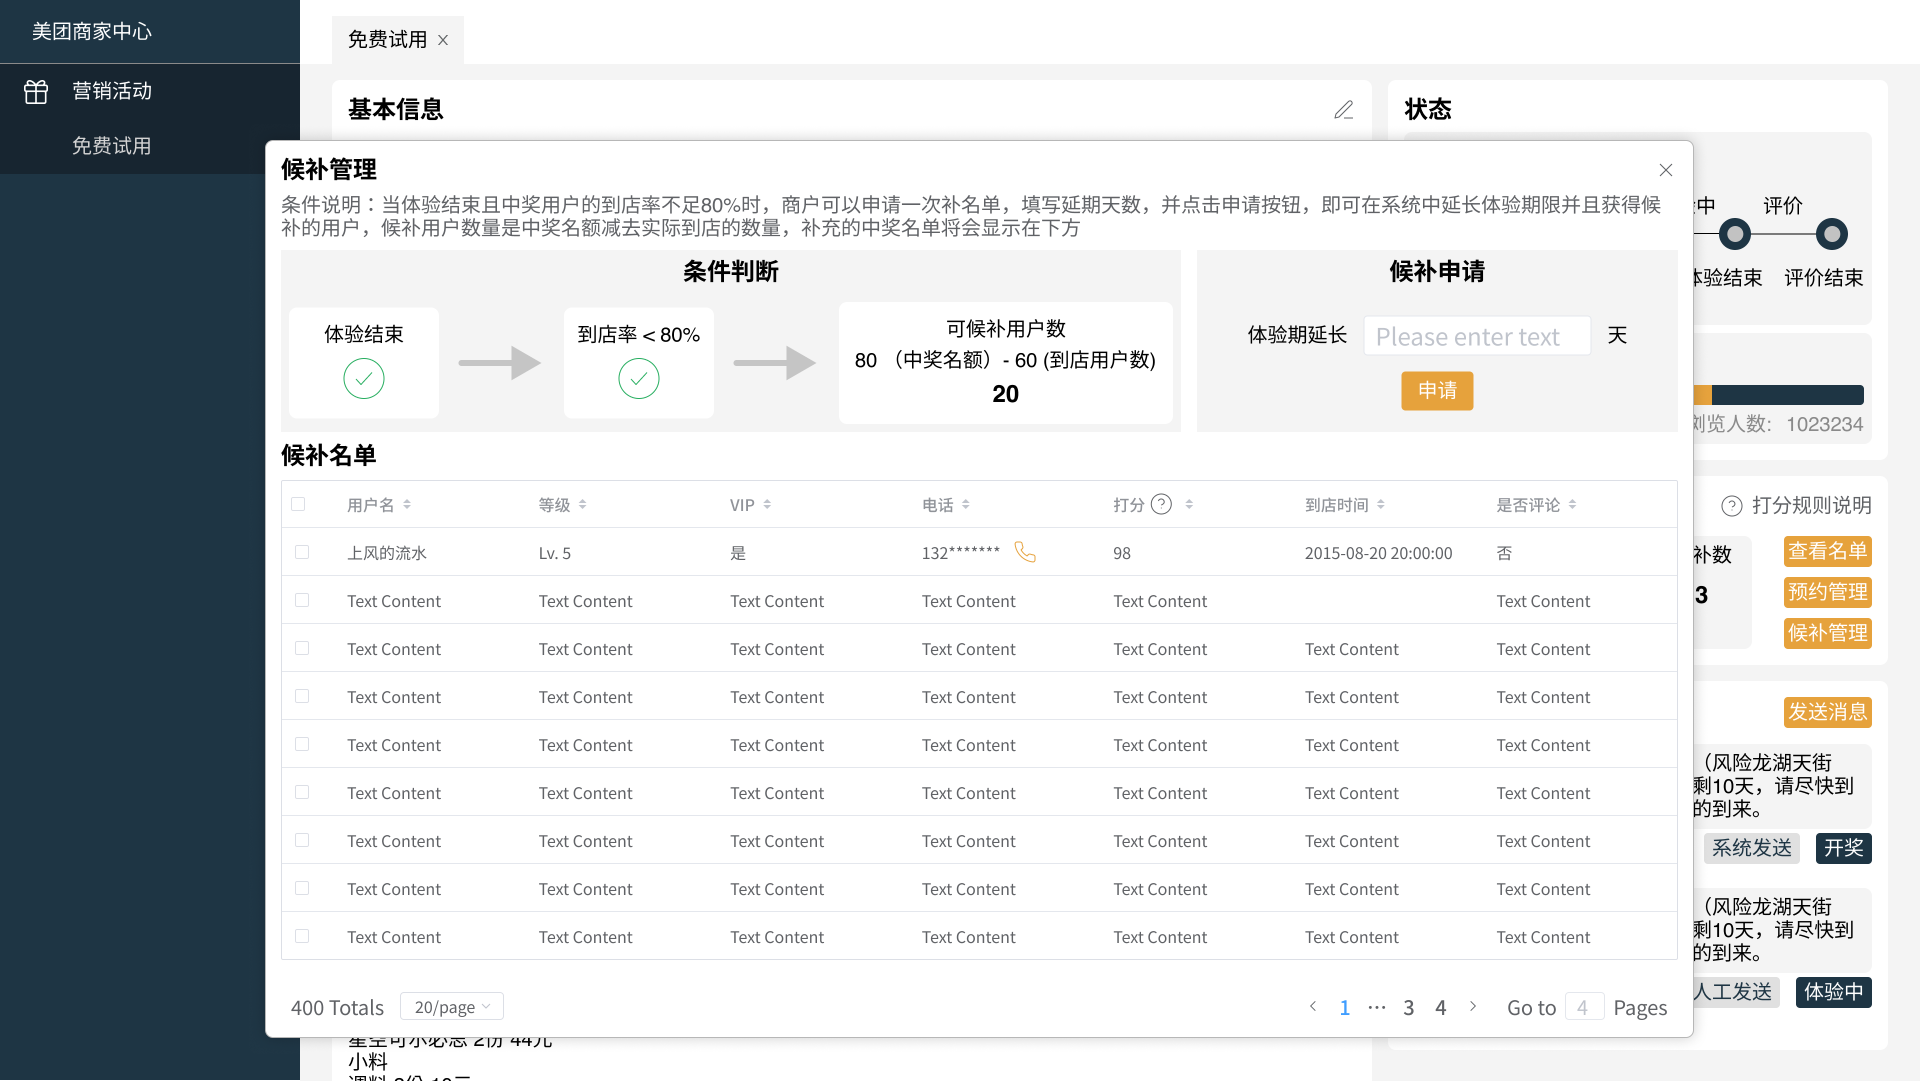 美团商家中心
营销活动
免费试用
免费试用
基本信息
状态
候补管理
条件说明：当体验结束且中奖用户的到店率不足80%时，商户可以申请一次补名单，填写延期天数，并点击申请按钮，即可在系统中延长体验期限并且获得候
补的用户，候补用户数量是中奖名额减去实际到店的数量，补充的中奖名单将会显示在下方
条件判断
体验结束
到店率 < 80%
可候补用户数
80 （中奖名额）- 60 (到店用户数)
20
候补申请
体验期延长 Please enter text 天
申请
中 评价
体验结束 评价结束
浏览人数: 1023234
候补名单
用户名 等级 VIP 电话 打分 ? 到店时间 是否评论
上风的流水 Lv. 5 是 132******* 98 2015-08-20 20:00:00 否
Text Content Text Content Text Content Text Content Text Content Text Content
Text Content Text Content Text Content Text Content Text Content Text Content Text Content
Text Content Text Content Text Content Text Content Text Content Text Content Text Content
Text Content Text Content Text Content Text Content Text Content Text Content Text Content
Text Content Text Content Text Content Text Content Text Content Text Content Text Content
Text Content Text Content Text Content Text Content Text Content Text Content Text Content
Text Content Text Content Text Content Text Content Text Content Text Content Text Content
Text Content Text Content Text Content Text Content Text Content Text Content Text Content
400 Totals 20/page 1 ··· 3 4 Go to 4 Pages
? 打分规则说明
补数
3
查看名单
预约管理
候补管理
发送消息
（风险龙湖天街
剩10天，请尽快到
的到来。
系统发送 开奖
（风险龙湖天街
剩10天，请尽快到
的到来。
人工发送 体验中
小料